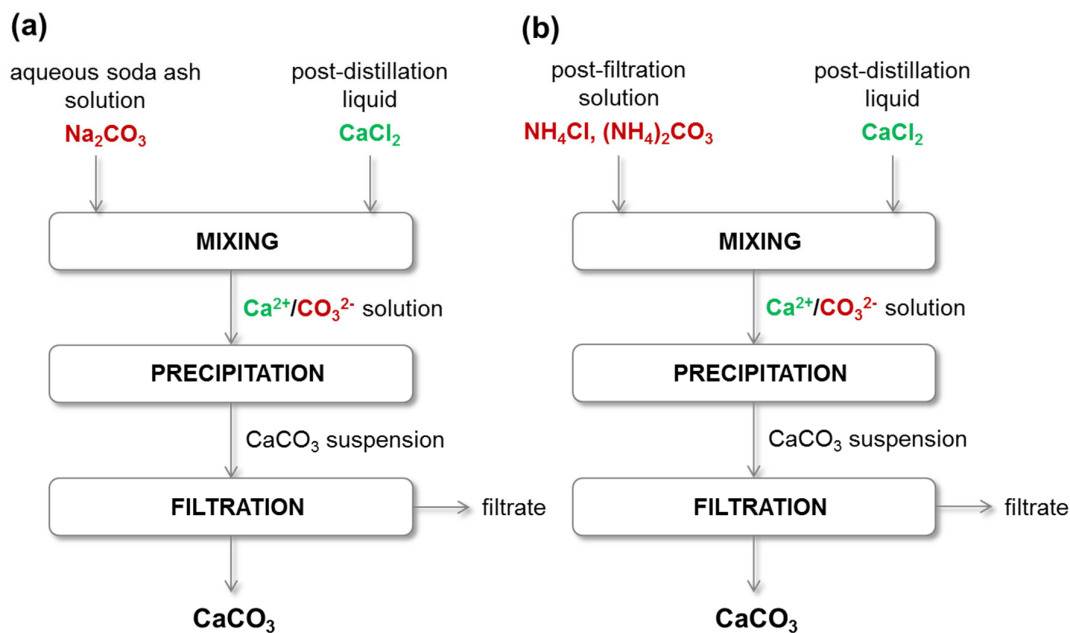 (a)
aqueous soda ash
solution
Na₂CO₃
post-distillation
liquid
CaCl₂
MIXING
Ca²⁺/CO₃²⁻ solution
PRECIPITATION
CaCO₃ suspension
FILTRATION
filtrate
CaCO₃
(b)
post-filtration
solution
NH₄Cl, (NH₄)₂CO₃
post-distillation
liquid
CaCl₂
MIXING
Ca²⁺/CO₃²⁻ solution
PRECIPITATION
CaCO₃ suspension
FILTRATION
filtrate
CaCO₃